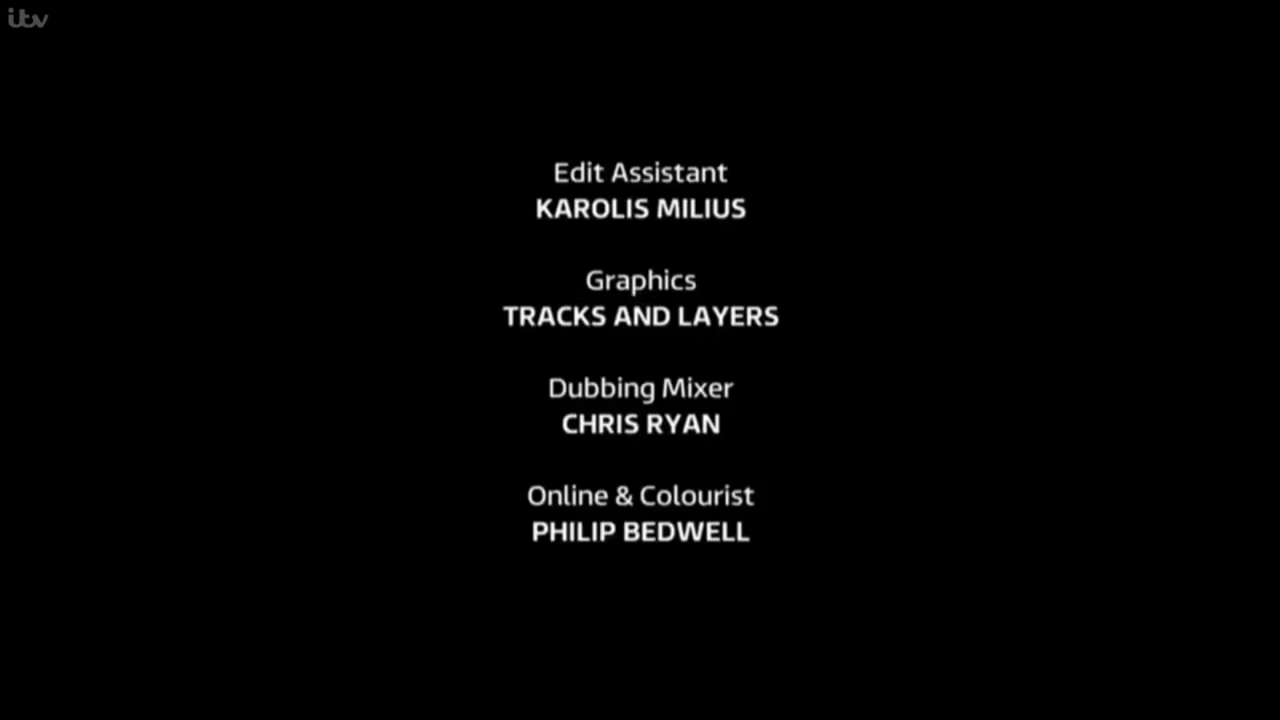 itv
Edit Assistant
KAROLIS MILIUS
Graphics
TRACKS AND LAYERS
Dubbing Mixer
CHRIS RYAN
Online & Colourist
PHILIP BEDWELL